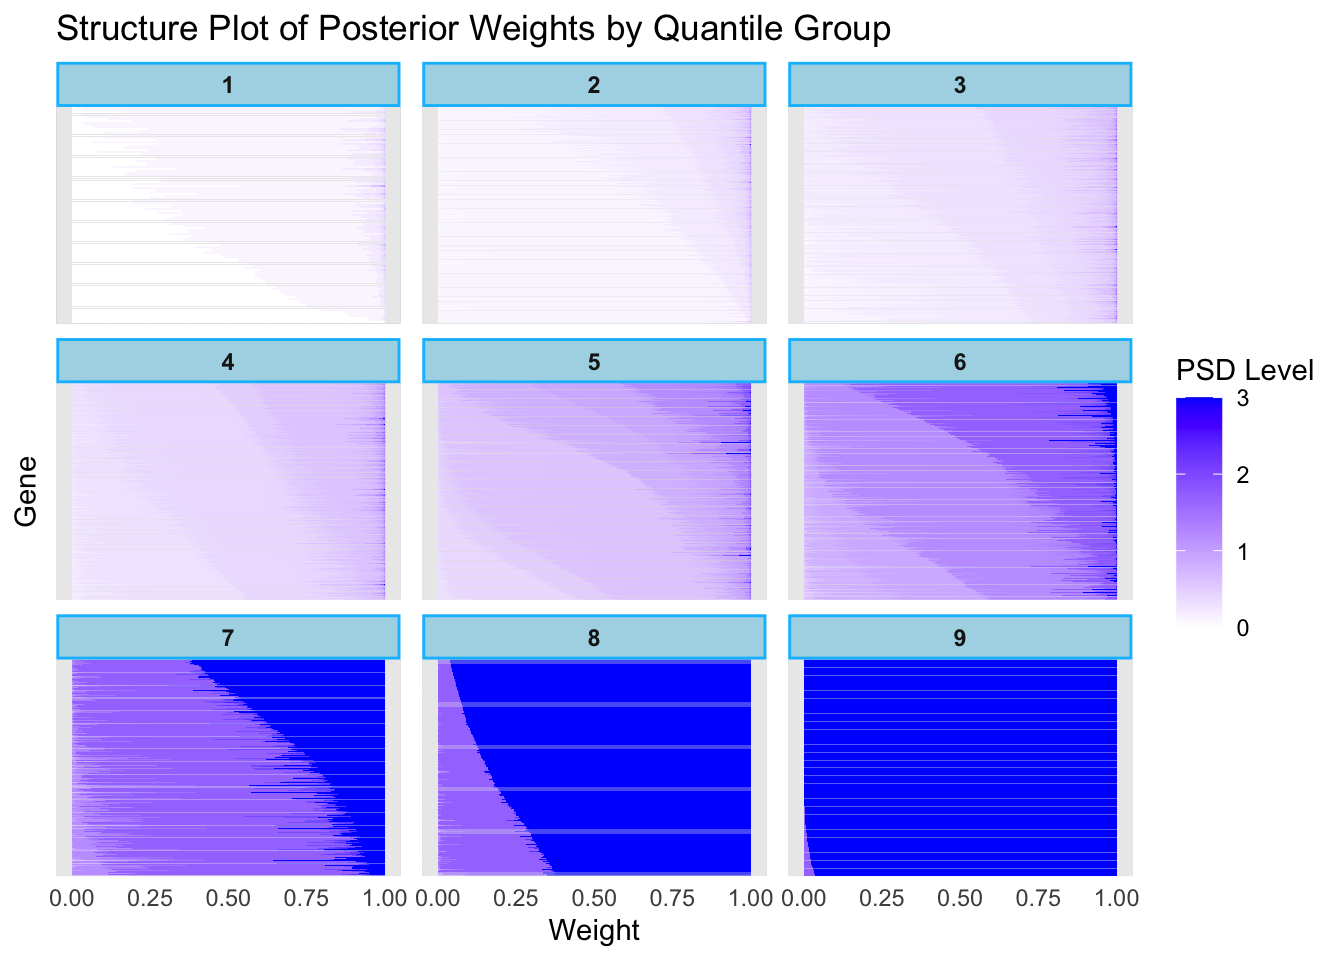 Structure Plot of Posterior Weights by Quantile Group
1
2
3
4
5
6
7
8
9
Gene
0.00 0.25 0.50 0.75 1.00 0.00 0.25 0.50 0.75 1.00 0.00 0.25 0.50 0.75 1.00
Weight
PSD Level
3
2
1
0